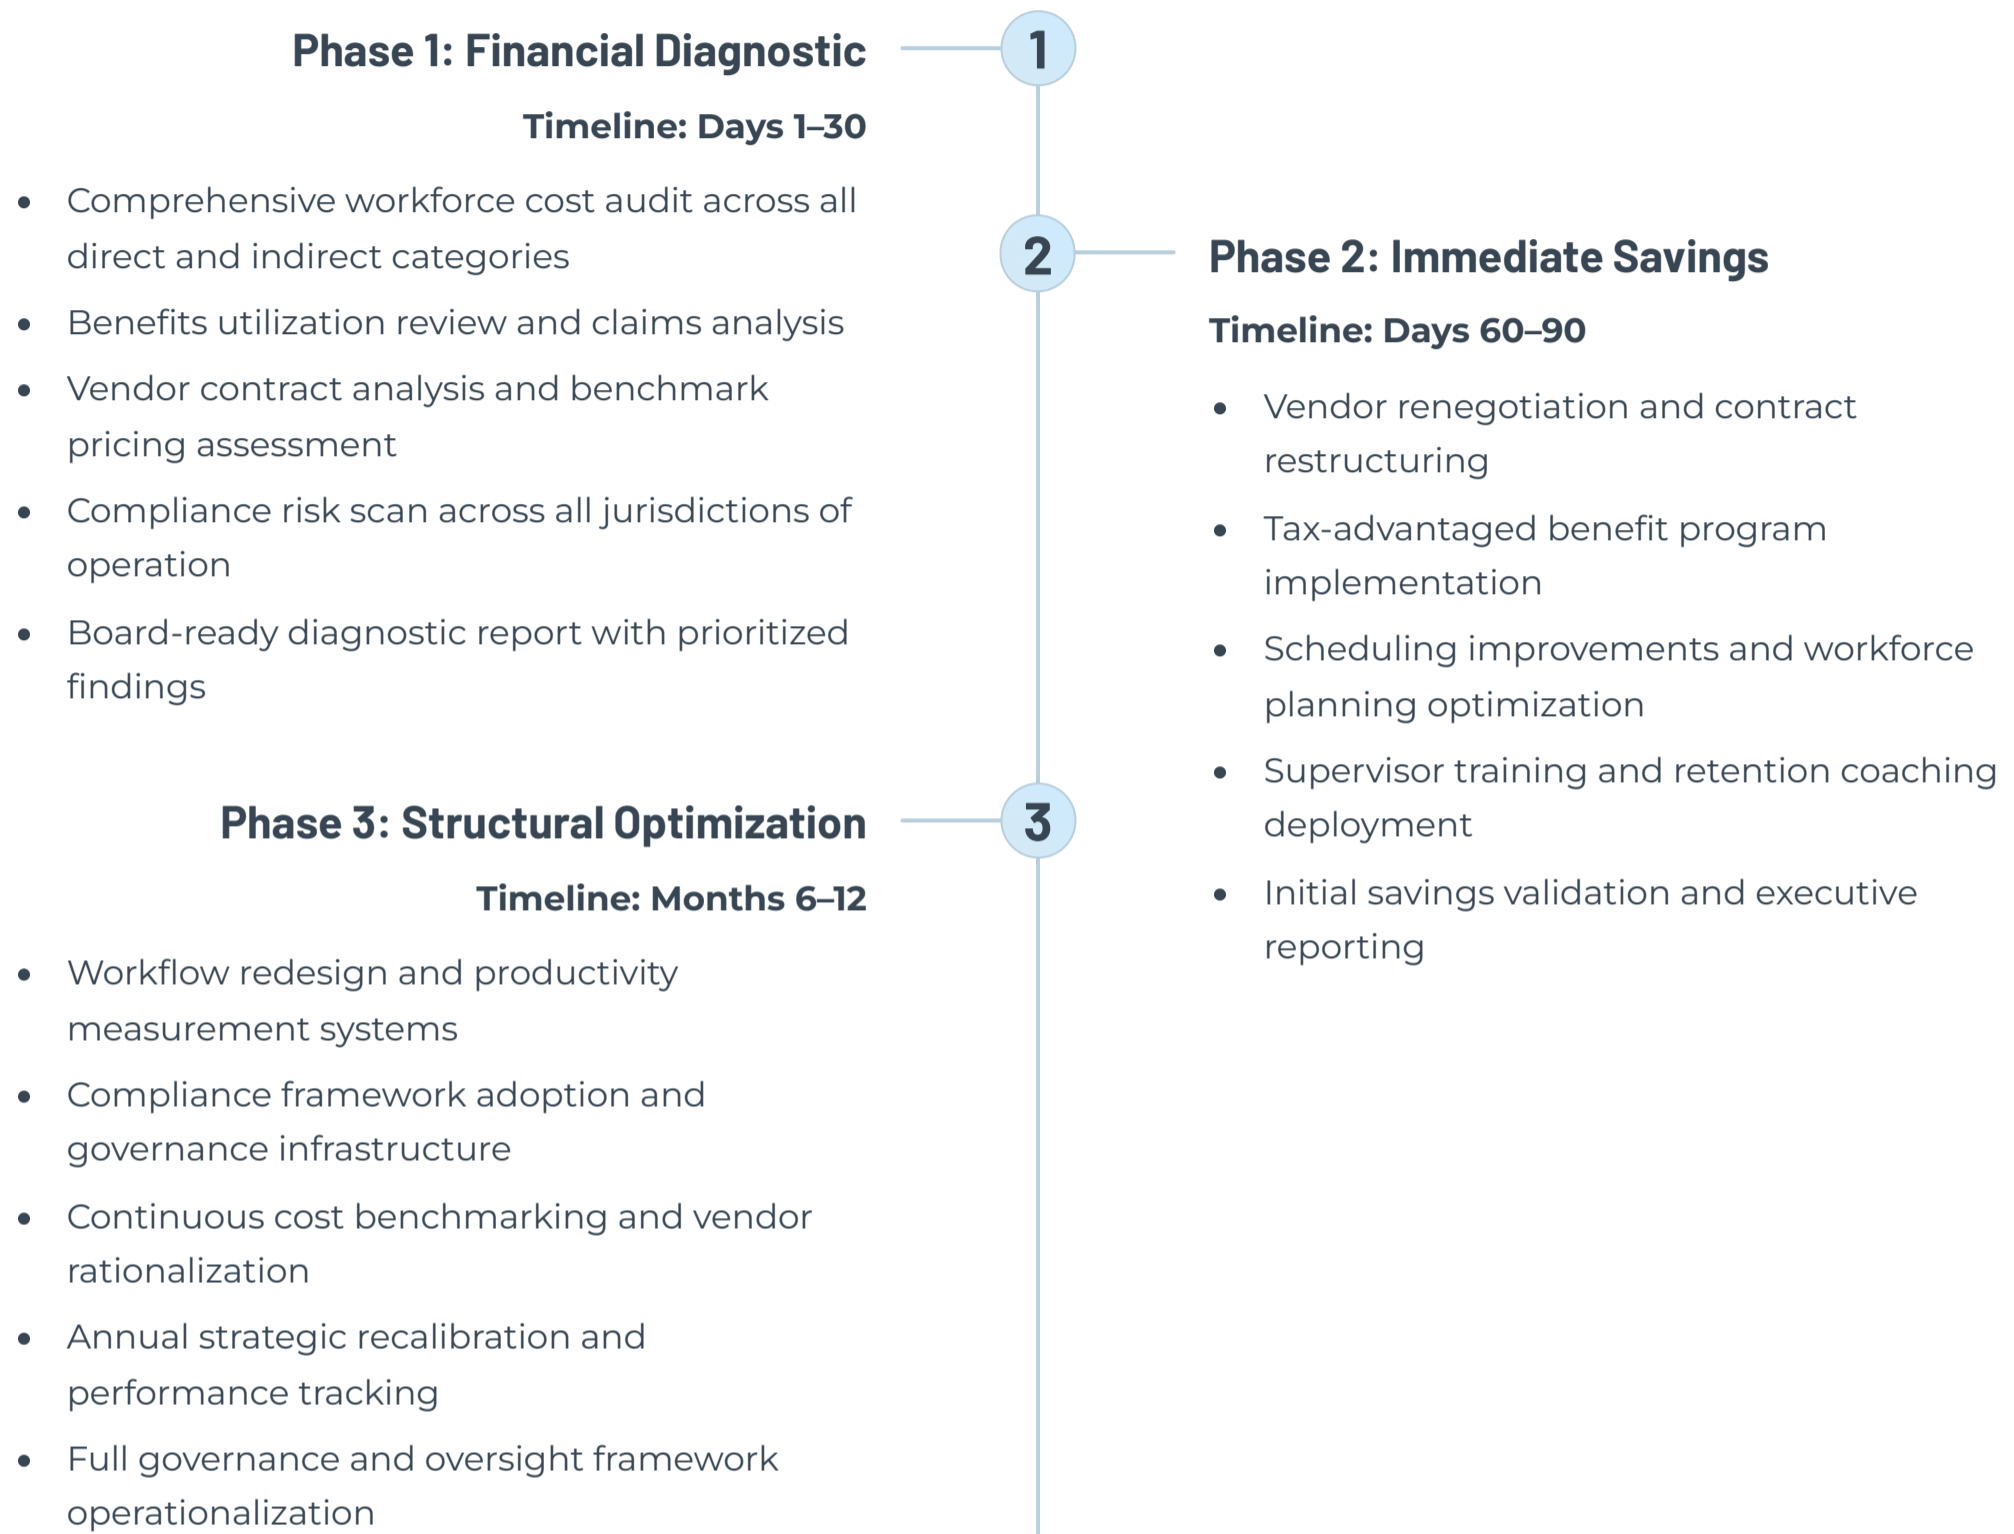 Phase 1: Financial Diagnostic
1
Timeline: Days 1–30
• Comprehensive workforce cost audit across all
direct and indirect categories
• Benefits utilization review and claims analysis
• Vendor contract analysis and benchmark
pricing assessment
• Compliance risk scan across all jurisdictions of
operation
• Board-ready diagnostic report with prioritized
findings
2
Phase 2: Immediate Savings
Timeline: Days 60–90
• Vendor renegotiation and contract
restructuring
• Tax-advantaged benefit program
implementation
• Scheduling improvements and workforce
planning optimization
• Supervisor training and retention coaching
deployment
• Initial savings validation and executive
reporting
Phase 3: Structural Optimization
3
Timeline: Months 6–12
• Workflow redesign and productivity
measurement systems
• Compliance framework adoption and
governance infrastructure
• Continuous cost benchmarking and vendor
rationalization
• Annual strategic recalibration and
performance tracking
• Full governance and oversight framework
operationalization